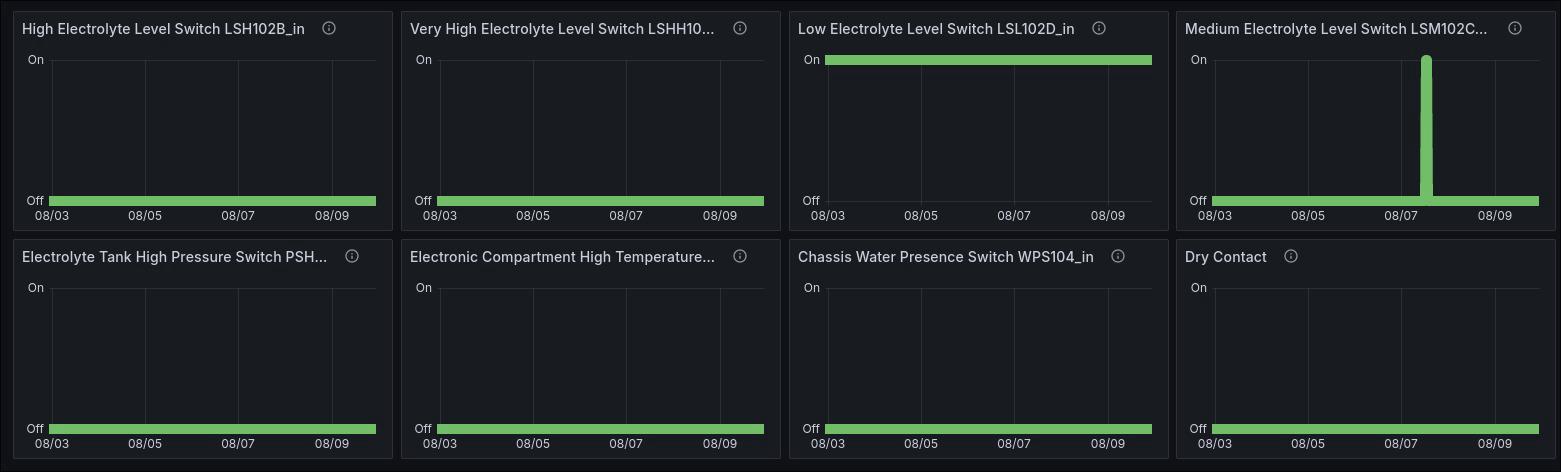 High Electrolyte Level Switch LSH102B_in
On
Off
08/03 08/05 08/07 08/09
Very High Electrolyte Level Switch LSHH10...
On
Off
08/03 08/05 08/07 08/09
Low Electrolyte Level Switch LSL102D_in
On
Off
08/03 08/05 08/07 08/09
Medium Electrolyte Level Switch LSM102C...
On
Off
08/03 08/05 08/07 08/09
Electrolyte Tank High Pressure Switch PSH...
On
Off
08/03 08/05 08/07 08/09
Electronic Compartment High Temperature...
On
Off
08/03 08/05 08/07 08/09
Chassis Water Presence Switch WPS104_in
On
Off
08/03 08/05 08/07 08/09
Dry Contact
On
Off
08/03 08/05 08/07 08/09